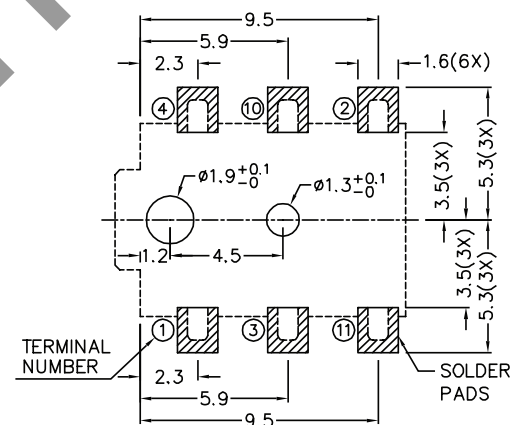 9.5
5.9
2.3
1.6(6X)
④ ⑩ ②
3.5(3X)
5.3(3X)
ø1.9+0.1 -0
ø1.3+0.1 -0
1.2
4.5
3.5(3X)
5.3(3X)
① ③ ⑪
TERMINAL
NUMBER
2.3
SOLDER
PADS
5.9
9.5